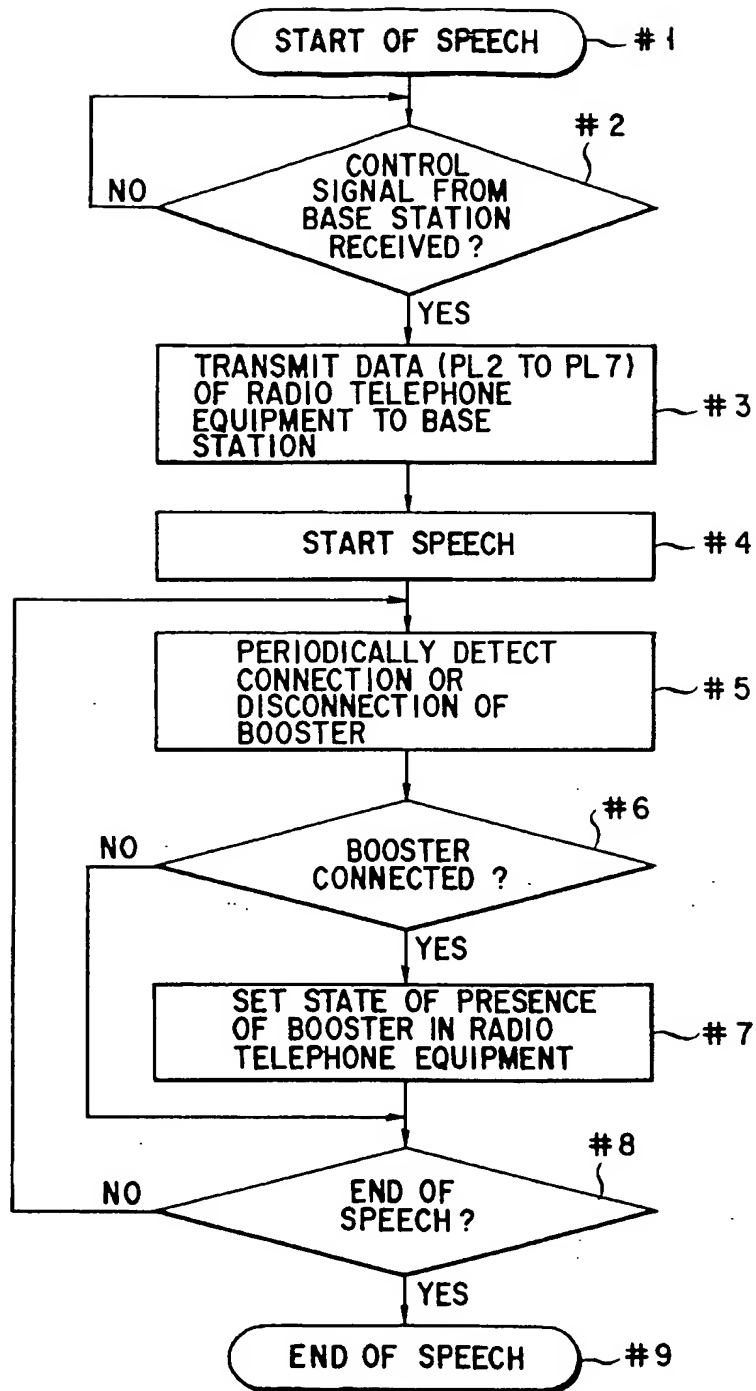 START OF SPEECH #1
#2
CONTROL
SIGNAL FROM
BASE STATION
RECEIVED?
NO
YES
TRANSMIT DATA (PL2 TO PL7)
OF RADIO TELEPHONE
EQUIPMENT TO BASE
STATION
#3
START SPEECH #4
PERIODICALLY DETECT
CONNECTION OR
DISCONNECTION OF
BOOSTER
#5
#6
NO
BOOSTER
CONNECTED ?
YES
SET STATE OF PRESENCE
OF BOOSTER IN RADIO
TELEPHONE EQUIPMENT
#7
#8
NO
END OF
SPEECH?
YES
END OF SPEECH #9